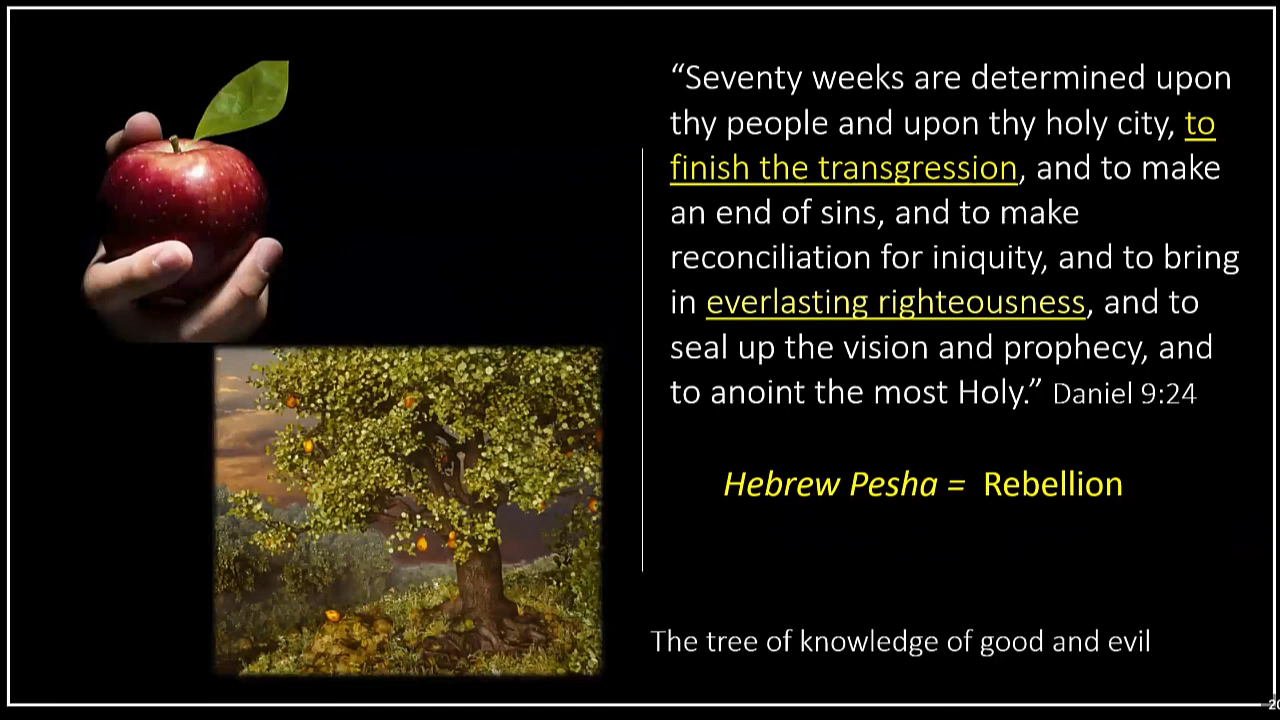 “Seventy weeks are determined upon
thy people and upon thy holy city, to
finish the transgression, and to make
an end of sins, and to make
reconciliation for iniquity, and to bring
in everlasting righteousness, and to
seal up the vision and prophecy, and
to anoint the most Holy.” Daniel 9:24
Hebrew Pesha = Rebellion
The tree of knowledge of good and evil